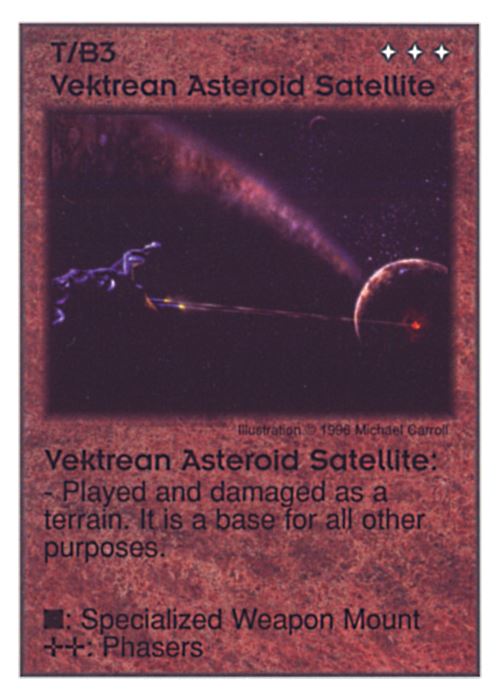 T/B3
Vektrean Asteroid Satellite
Illustration © 1996 Michael Carroll
Vektrean Asteroid Satellite:
- Played and damaged as a
terrain. It is a base for all other
purposes.
■: Specialized Weapon Mount
✢✢: Phasers